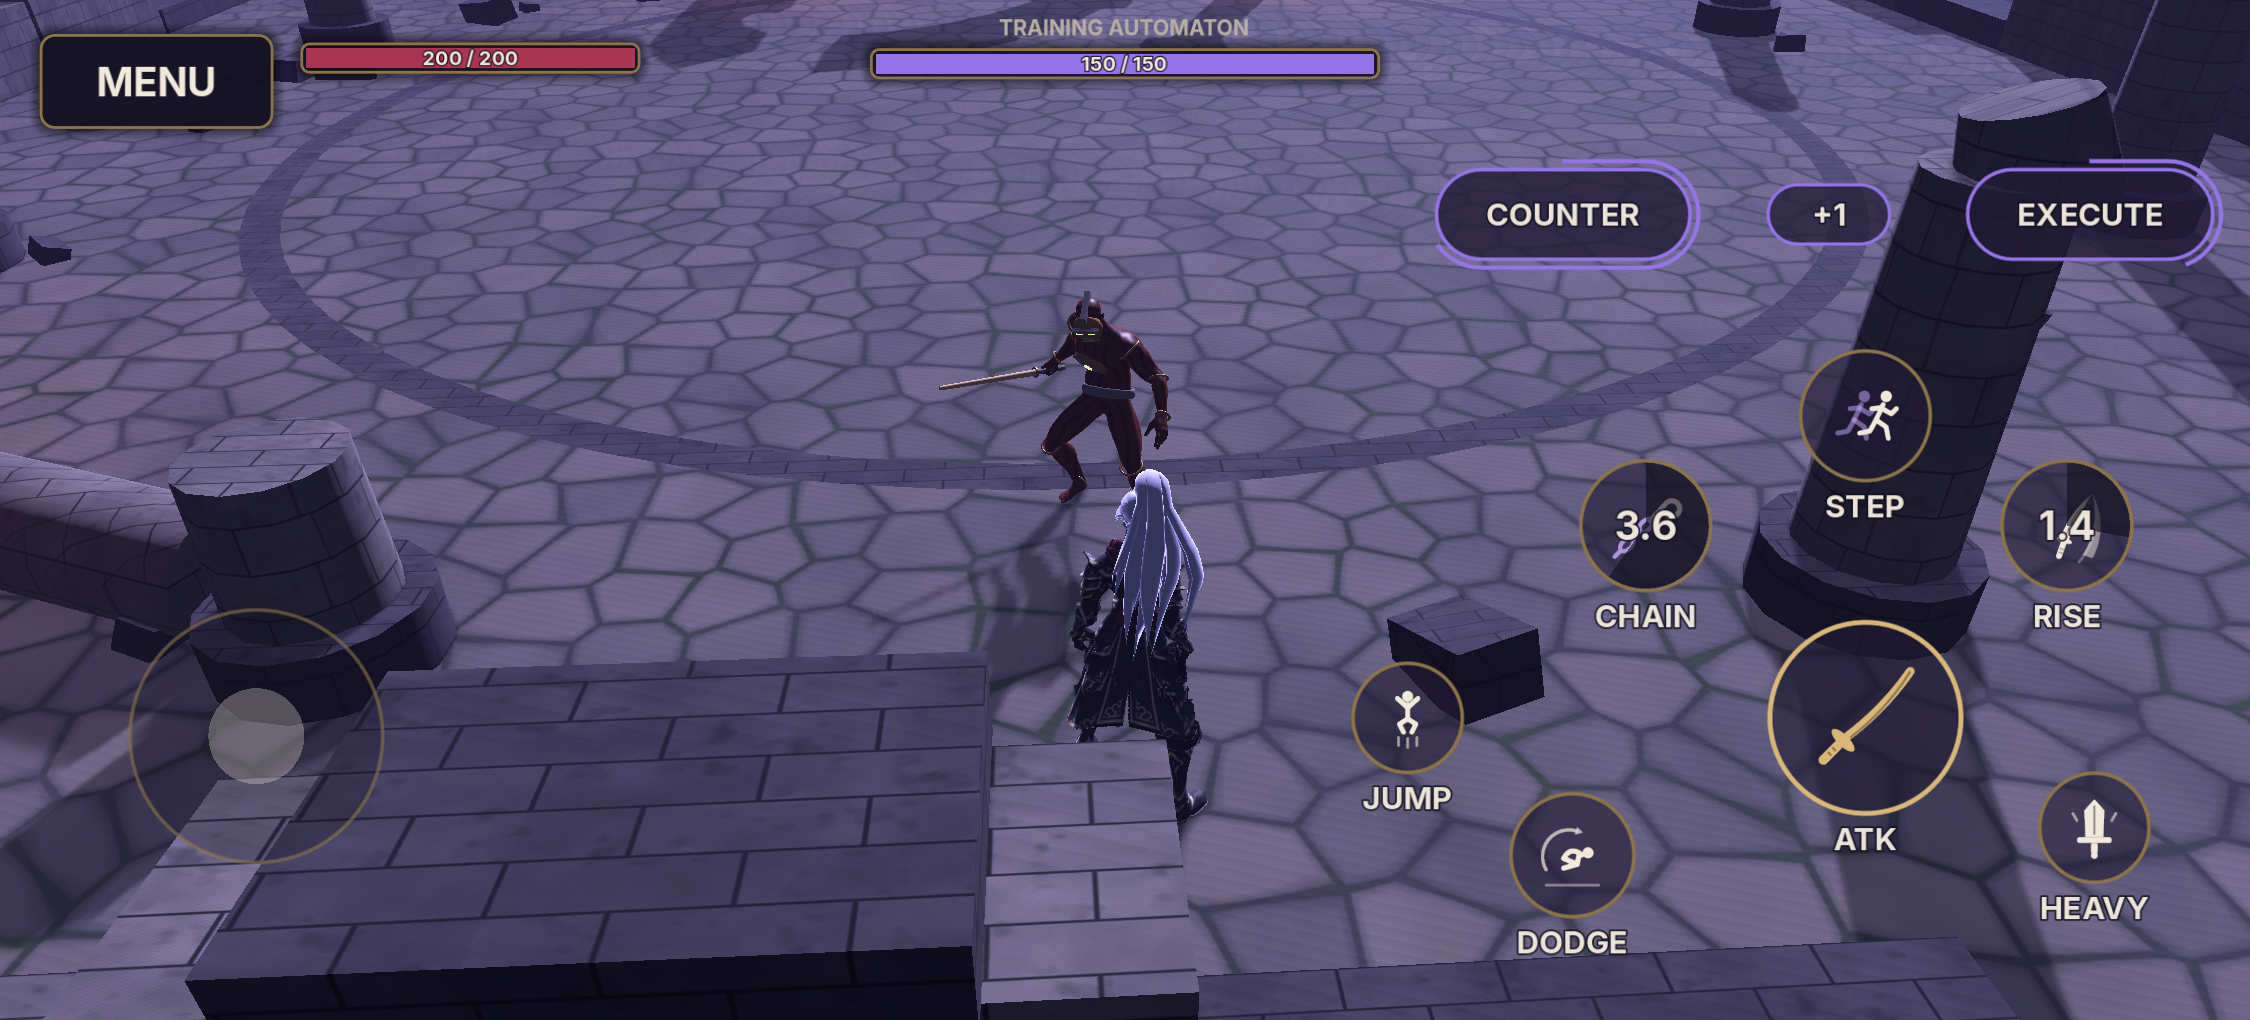 TRAINING AUTOMATON
MENU
200 / 200
150 / 150
COUNTER
+1
EXECUTE
STEP
3.6
1.4
CHAIN
RISE
JUMP
ATK
DODGE
HEAVY